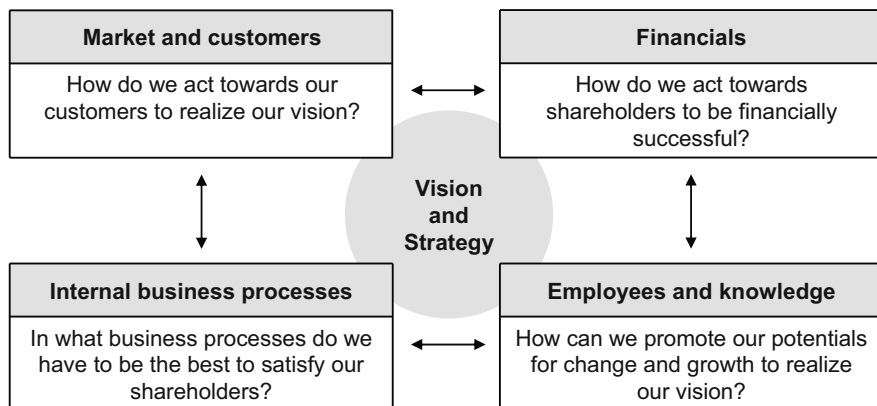 Market and customers
How do we act towards our
customers to realize our vision?
Financials
How do we act towards
shareholders to be financially
successful?
Vision
and
Strategy
Internal business processes
In what business processes do we
have to be the best to satisfy our
shareholders?
Employees and knowledge
How can we promote our potentials
for change and growth to realize
our vision?